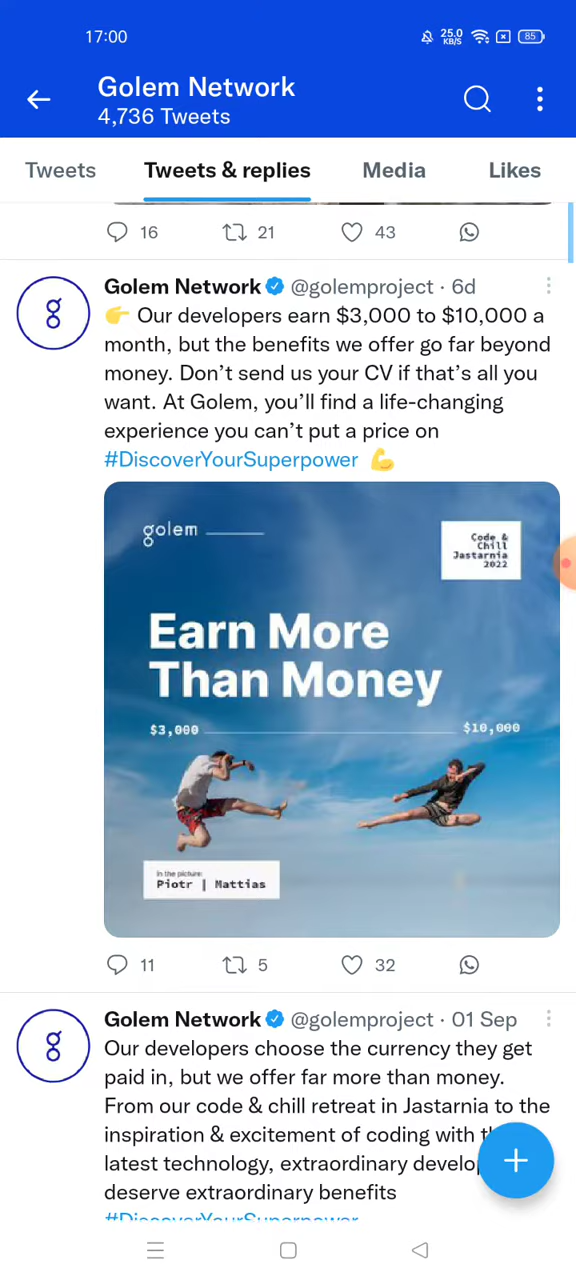 17:00
25.0
KB/S
85
Golem Network
4,736 Tweets
Tweets
Tweets & replies
Media
Likes
16
21
43
Golem Network @golemproject · 6d
👉 Our developers earn $3,000 to $10,000 a
month, but the benefits we offer go far beyond
money. Don't send us your CV if that's all you
want. At Golem, you'll find a life-changing
experience you can't put a price on
#DiscoverYourSuperpower 💪
golem
Code &
Chill
Jastarnia
2022
Earn More
Than Money
$3,000
$10,000
in the picture:
Piotr | Mattias
11
5
32
Golem Network @golemproject · 01 Sep
Our developers choose the currency they get
paid in, but we offer far more than money.
From our code & chill retreat in Jastarnia to the
inspiration & excitement of coding with
latest technology, extraordinary
deserve extraordinary benefits
#DiscoverYourSuperpower